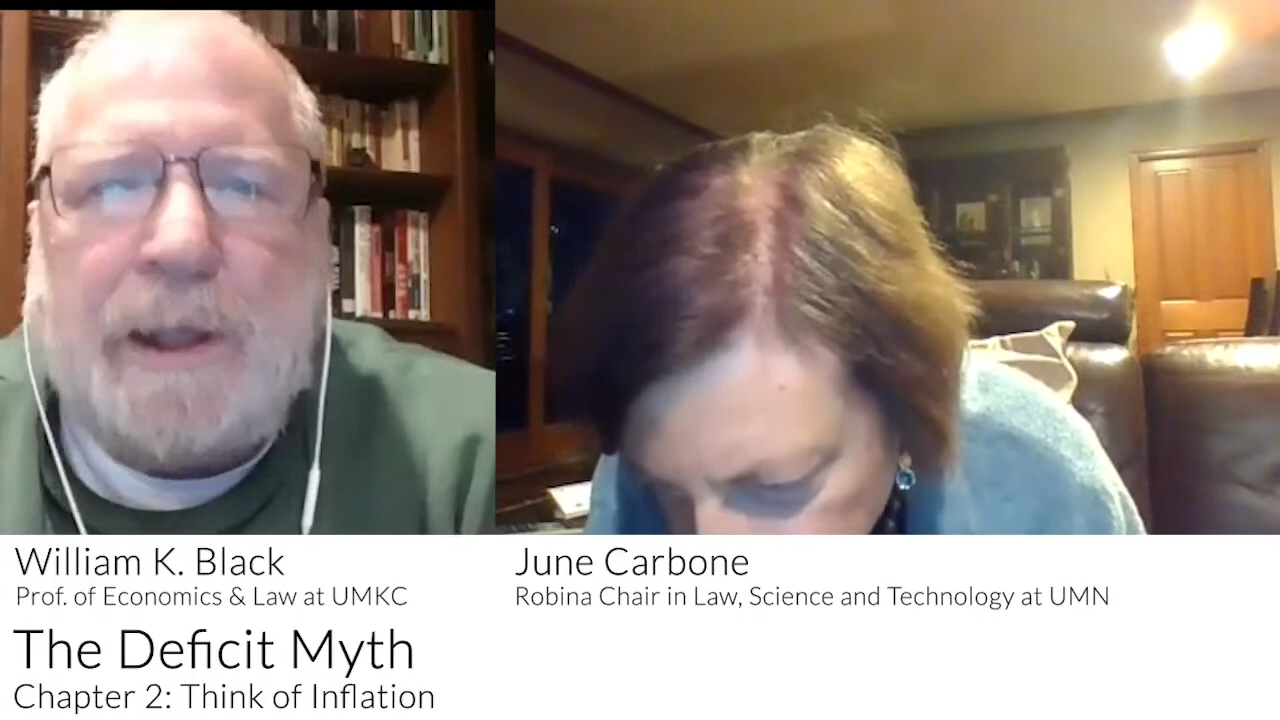 William K. Black
Prof. of Economics & Law at UMKC
June Carbone
Robina Chair in Law, Science and Technology at UMN
The Deficit Myth
Chapter 2: Think of Inflation